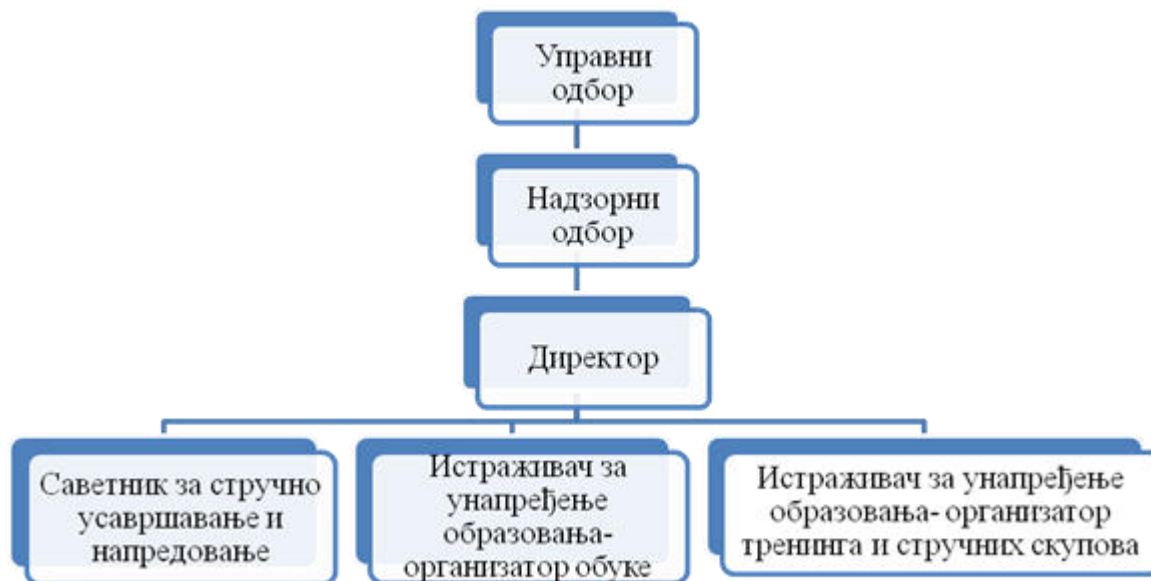 Управни
одбор
Надзорни
одбор
Директор
Саветник за стручно
усавршавање и
напредовање
Истраживач за
унапређење
образовања-
организатор обуке
Истраживач за унапређење
образовања- организатор
тренинга и стручних скупова